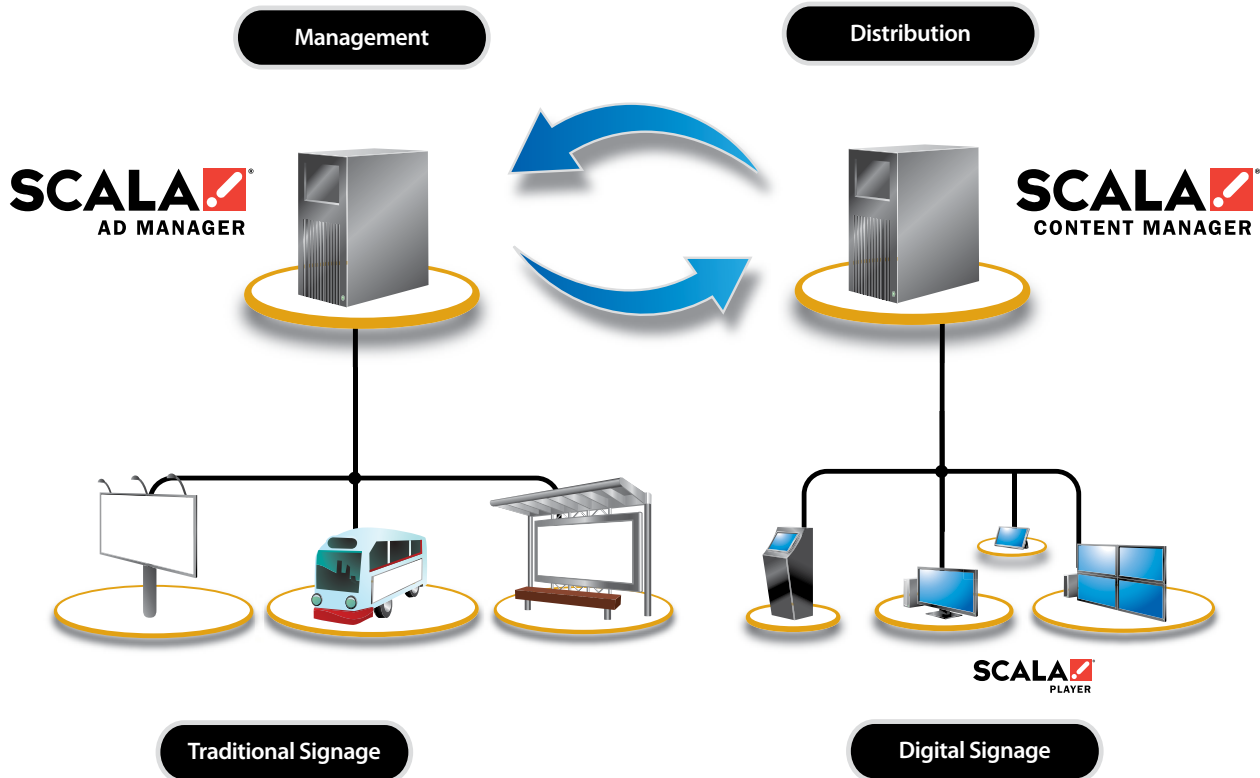 Management
Distribution
SCALA
AD MANAGER
SCALA
CONTENT MANAGER
SCALA
PLAYER
Traditional Signage
Digital Signage